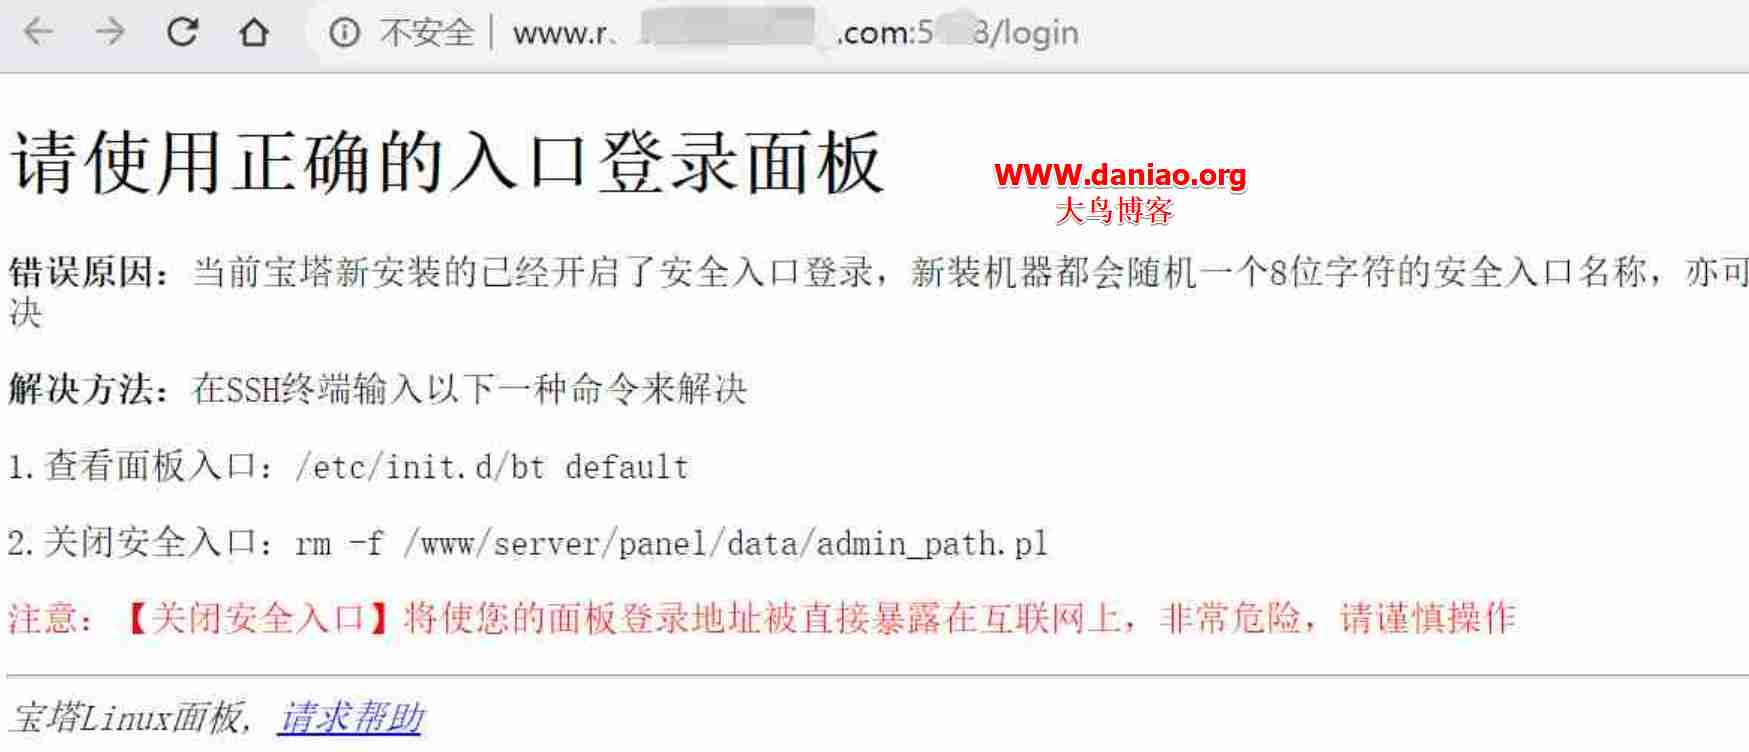 不安全 | www.r .com:5 3/login
请使用正确的入口登录面板
WWW.daniao.org
大鸟博客
错误原因：当前宝塔新安装的已经开启了安全入口登录，新装机器都会随机一个8位字符的安全入口名称，亦可
决
解决方法：在SSH终端输入以下一种命令来解决
1.查看面板入口：/etc/init.d/bt default
2.关闭安全入口：rm -f /www/server/panel/data/admin_path.pl
注意：【关闭安全入口】将使您的面板登录地址被直接暴露在互联网上，非常危险，请谨慎操作
宝塔Linux面板, 请求帮助